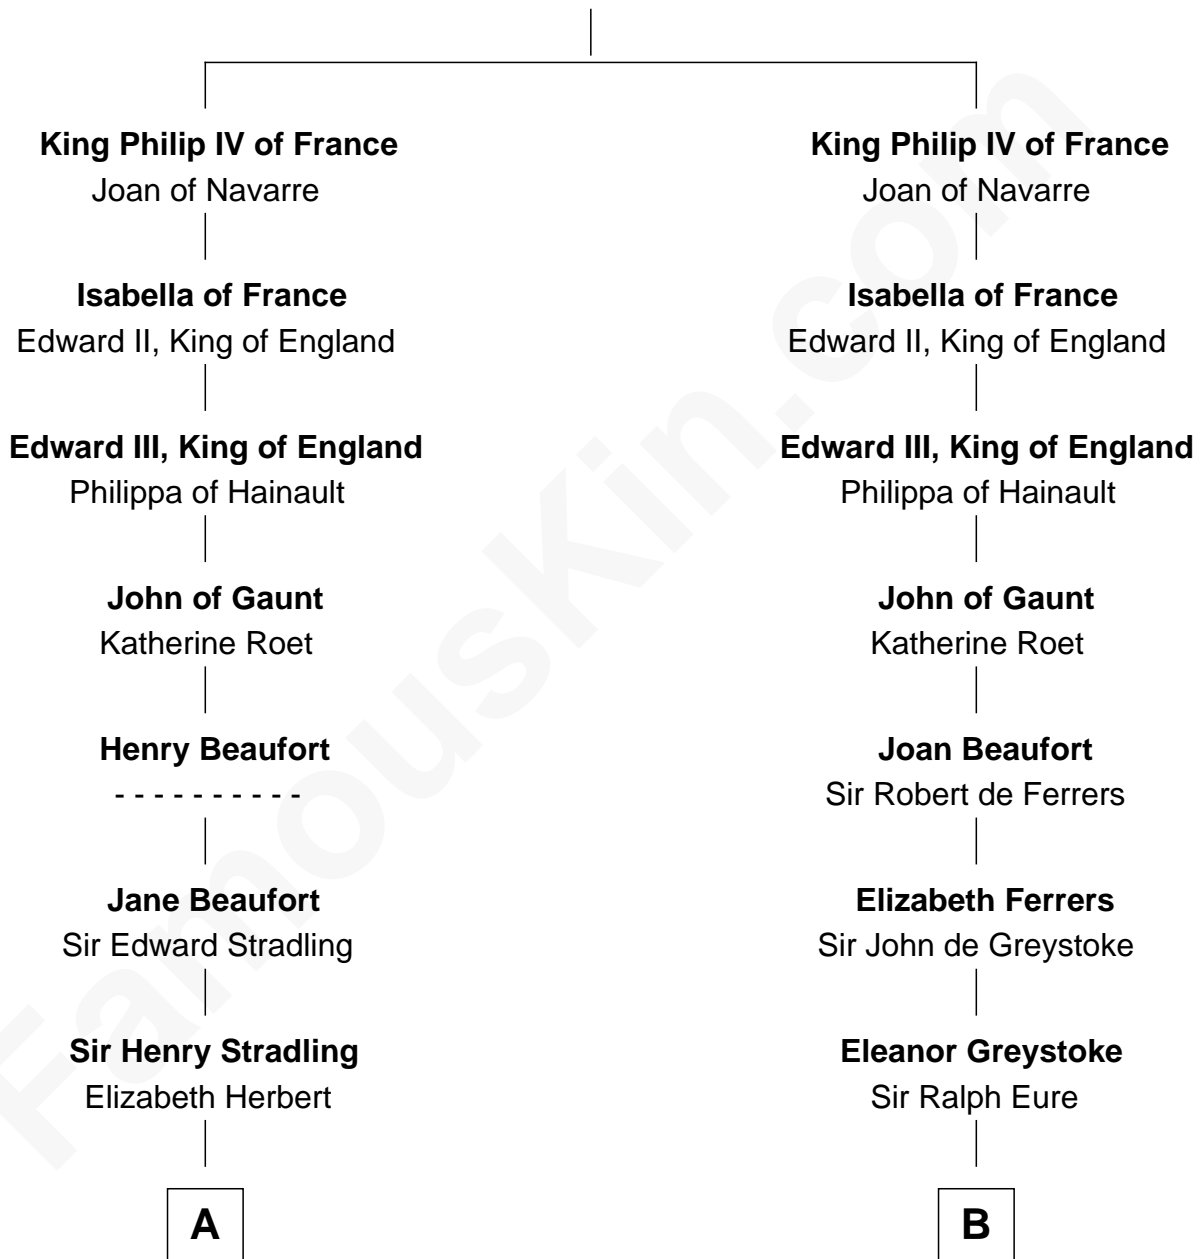 King Philip IV of France
Joan of Navarre
Isabella of France
Edward II, King of England
Edward III, King of England
Philippa of Hainault
John of Gaunt
Katherine Roet
Henry Beaufort
- - - - - - - - - -
Jane Beaufort
Sir Edward Stradling
Sir Henry Stradling
Elizabeth Herbert
A
King Philip IV of France
Joan of Navarre
Isabella of France
Edward II, King of England
Edward III, King of England
Philippa of Hainault
John of Gaunt
Katherine Roet
Joan Beaufort
Sir Robert de Ferrers
Elizabeth Ferrers
Sir John de Greystoke
Eleanor Greystoke
Sir Ralph Eure
B
FamousKin.com